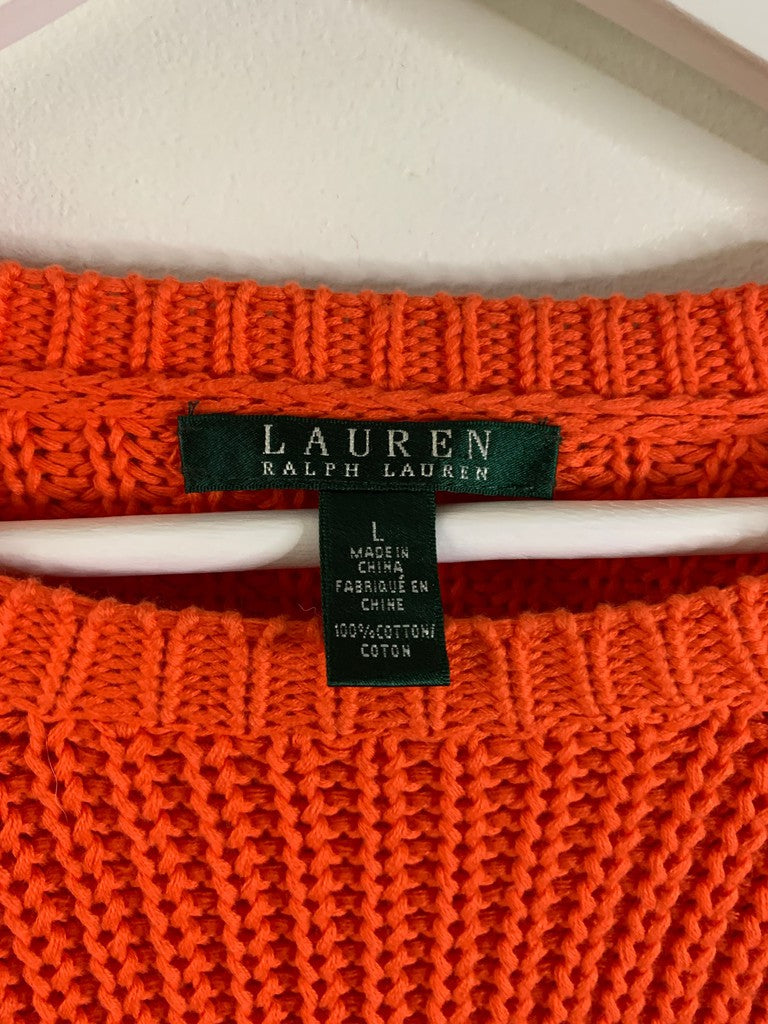 LAUREN
RALPH LAUREN
L
MADE IN
CHINA
FABRIQUÉ EN
CHINE
100% COTTON/
COTON